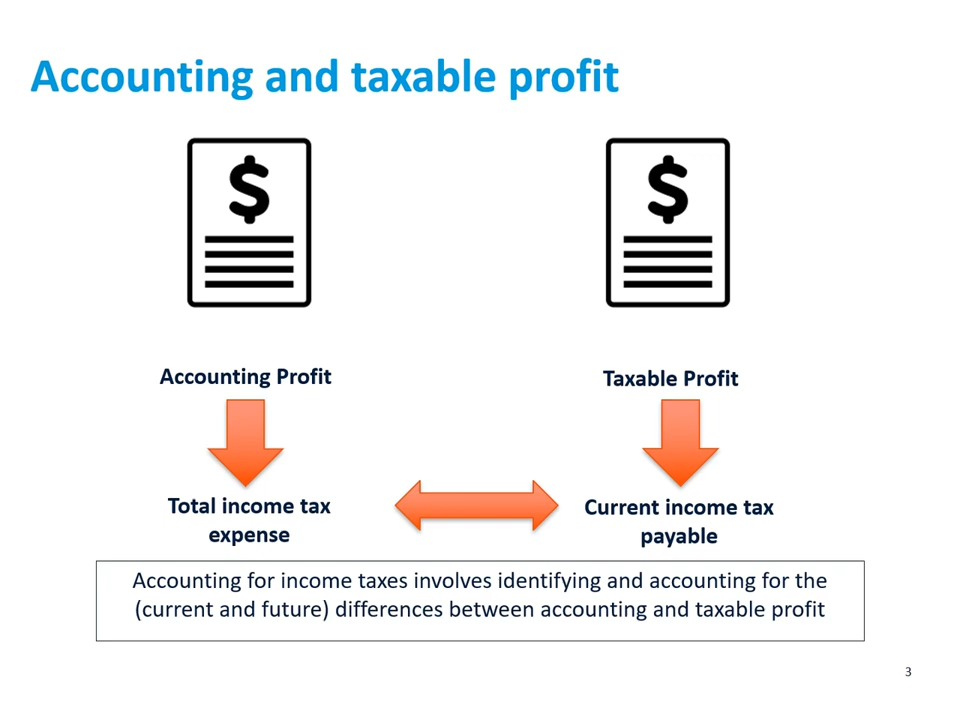 Accounting and taxable profit
$
$
Accounting Profit
Taxable Profit
Total income tax
expense
Current income tax
payable
Accounting for income taxes involves identifying and accounting for the
(current and future) differences between accounting and taxable profit
3